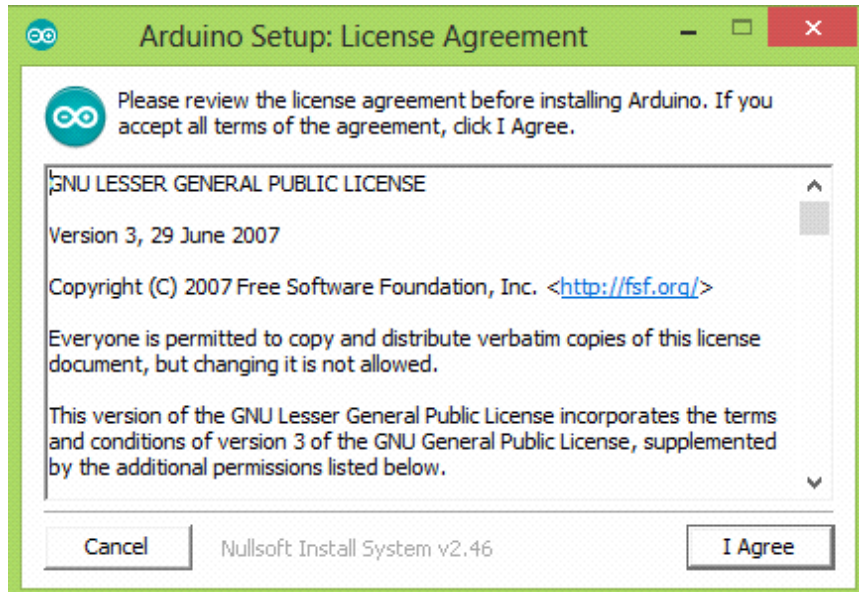 Arduino Setup: License Agreement
Please review the license agreement before installing Arduino. If you
accept all terms of the agreement, click I Agree.
GNU LESSER GENERAL PUBLIC LICENSE
Version 3, 29 June 2007
Copyright (C) 2007 Free Software Foundation, Inc. <http://fsf.org/>
Everyone is permitted to copy and distribute verbatim copies of this license
document, but changing it is not allowed.
This version of the GNU Lesser General Public License incorporates the terms
and conditions of version 3 of the GNU General Public License, supplemented
by the additional permissions listed below.
Cancel
Nullsoft Install System v2.46
I Agree